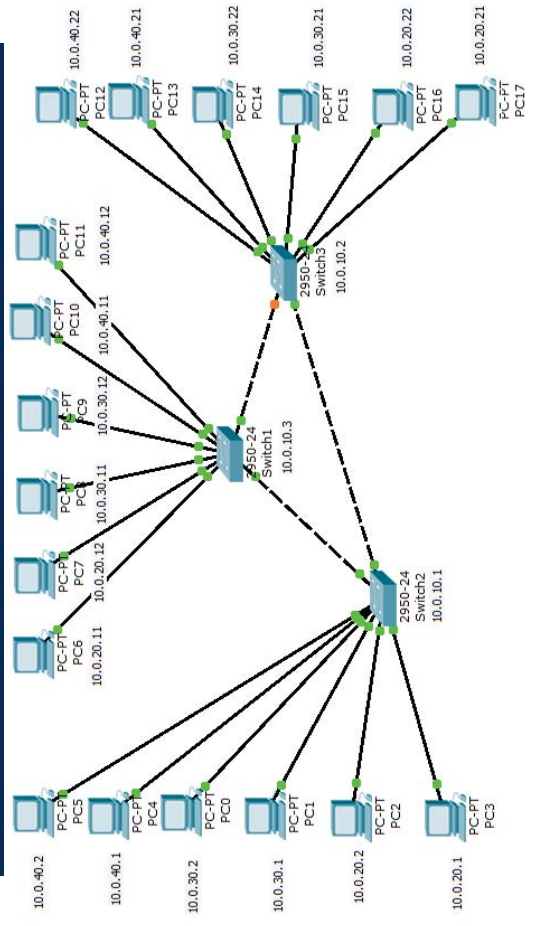 10.0.40.2
PC-PT
PC5
10.0.40.1
PC-PT
PC4
10.0.30.2
PC-PT
PC0
10.0.30.1
PC-PT
PC1
10.0.20.2
PC-PT
PC2
10.0.20.1
PC-PT
PC3
PC-PT
PC6
10.0.20.11
PC-PT
PC7
10.0.20.12
PC-PT
PC8
10.0.30.11
PC-PT
PC9
10.0.30.12
PC-PT
PC10
10.0.40.11
PC-PT
PC11
10.0.40.12
2950-24
Switch1
10.0.10.3
2950-24
Switch2
10.0.10.1
2950-24
Switch3
10.0.10.2
10.0.40.22
PC-PT
PC12
10.0.40.21
PC-PT
PC13
10.0.30.22
PC-PT
PC14
10.0.30.21
PC-PT
PC15
10.0.20.22
PC-PT
PC16
10.0.20.21
PC-PT
PC17